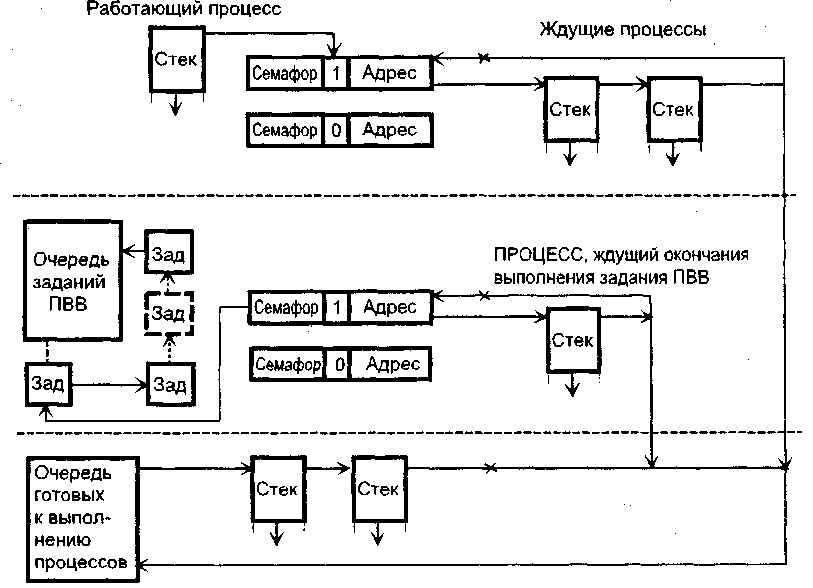 Работающий процесс
Ждущие процессы
Стек
Семафор 1 Адрес
Стек
Стек
Семафор 0 Адрес
Очередь
заданий
ПВВ
Зад
Зад
Зад
Зад
ПРОЦЕСС, ждущий окончания
выполнения задания ПВВ
Семафор 1 Адрес
Стек
Семафор 0 Адрес
Очередь
готовых
к выпол-
нению
процессов
Стек
Стек